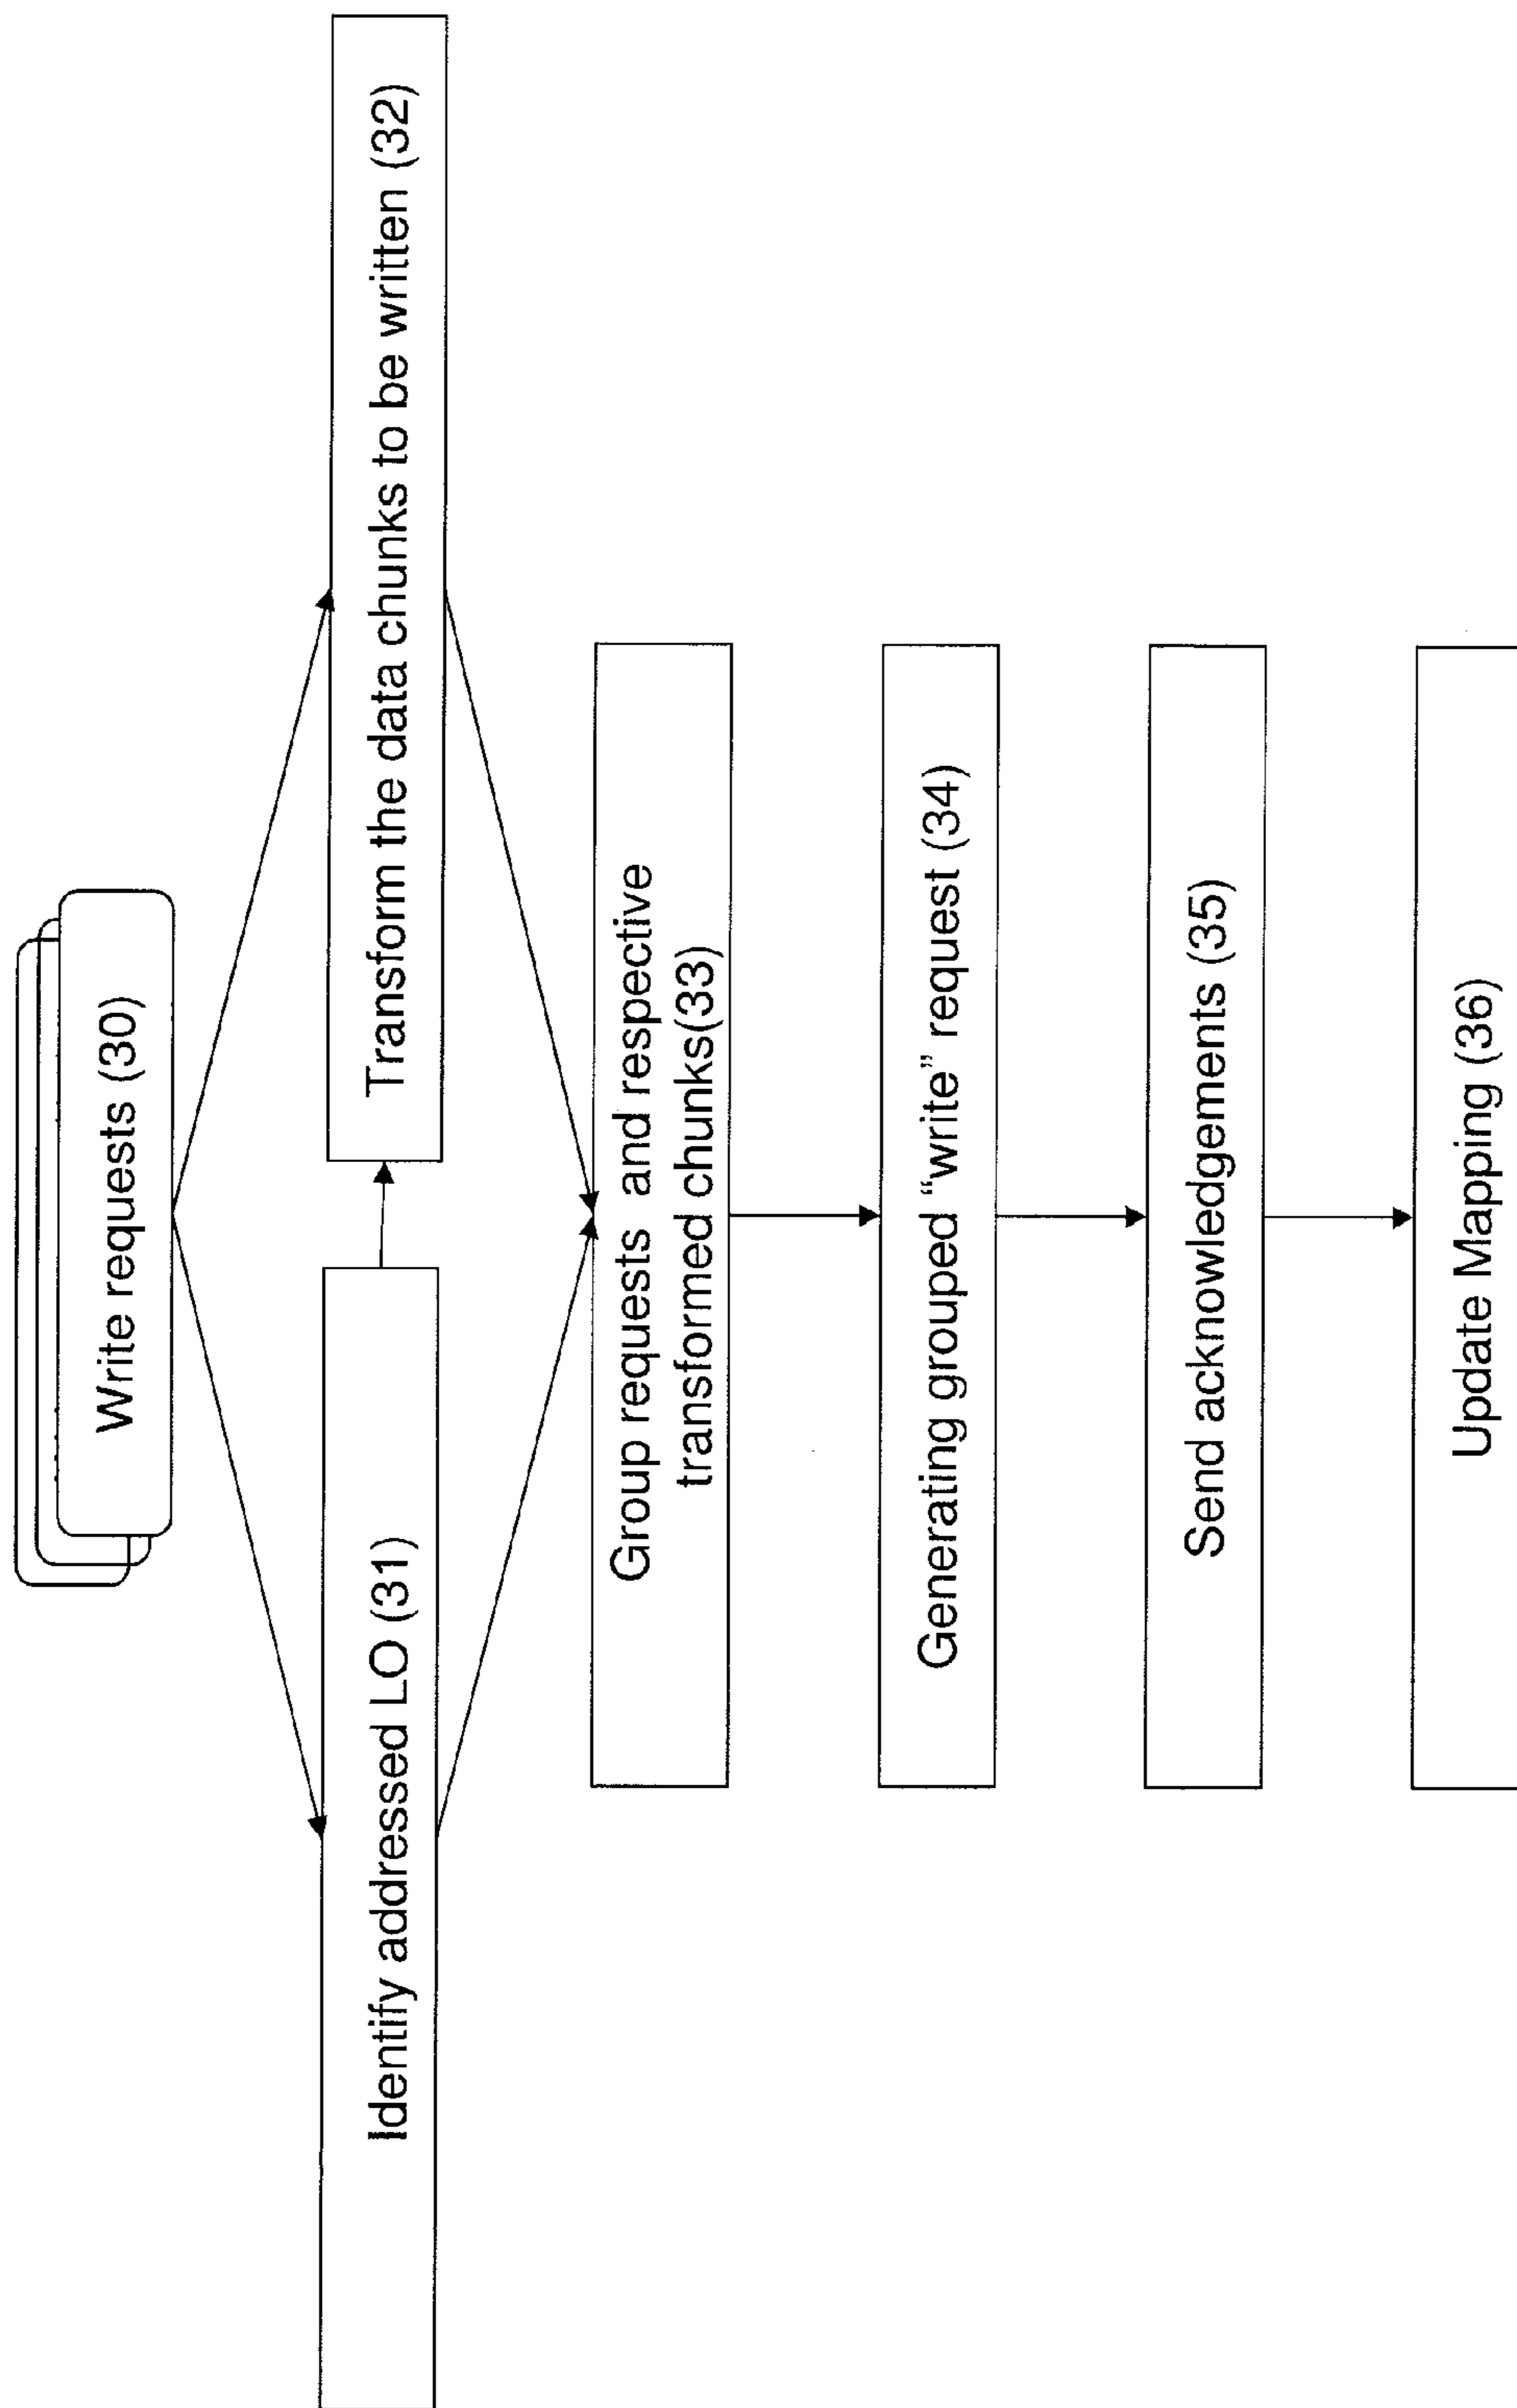 Write requests (30)
Identify addressed LO (31)
Transform the data chunks to be written (32)
Group requests and respective
transformed chunks(33)
Generating grouped “write” request (34)
Send acknowledgements (35)
Update Mapping (36)